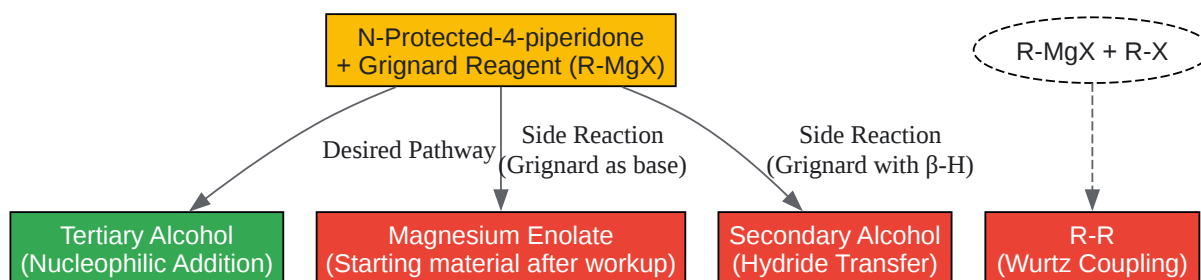 N-Protected-4-piperidone
+ Grignard Reagent (R-MgX)
R-MgX + R-X
Desired Pathway
Side Reaction
(Grignard as base)
Side Reaction
(Grignard with β-H)
Tertiary Alcohol
(Nucleophilic Addition)
Magnesium Enolate
(Starting material after workup)
Secondary Alcohol
(Hydride Transfer)
R-R
(Wurtz Coupling)